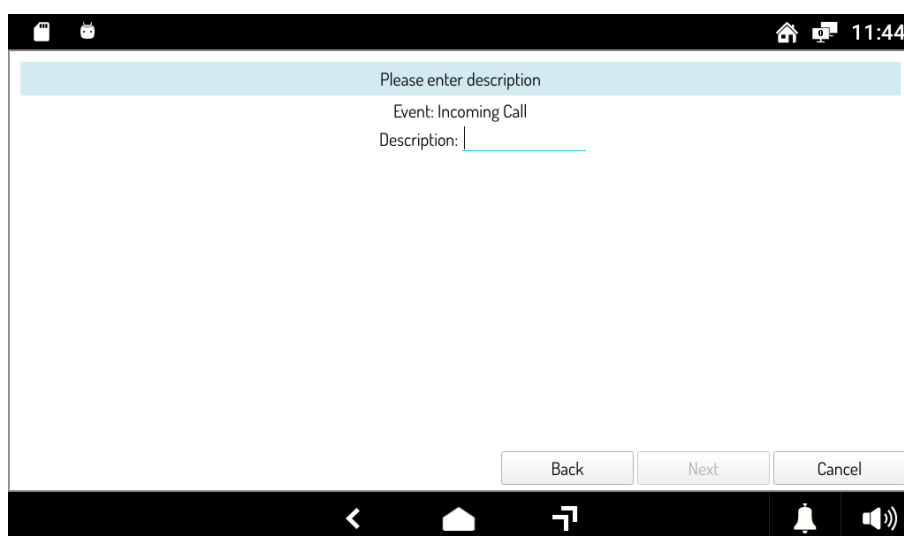 11:44
Please enter description
Event: Incoming Call
Description:
Back Next Cancel